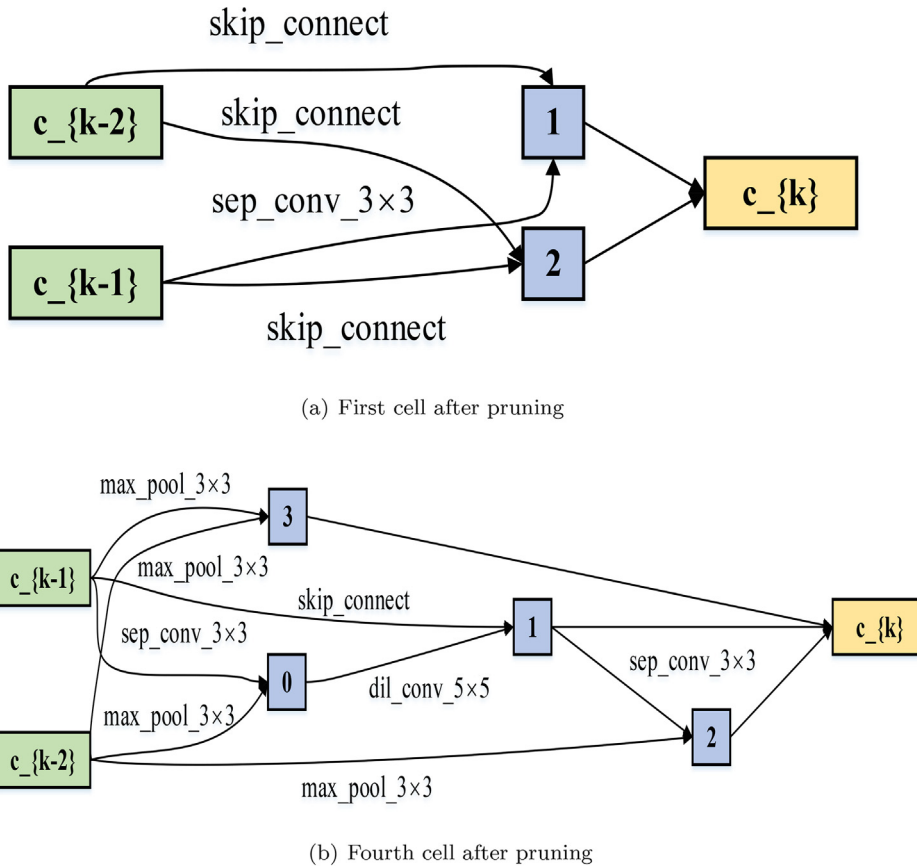 skip_connect
c_{k-2}
skip_connect
1
sep_conv_3×3
c_{k}
c_{k-1}
2
skip_connect
(a) First cell after pruning
max_pool_3×3
3
c_{k-1}
max_pool_3×3
skip_connect
1
c_{k}
sep_conv_3×3
sep_conv_3×3
0
dil_conv_5×5
max_pool_3×3
2
c_{k-2}
max_pool_3×3
(b) Fourth cell after pruning